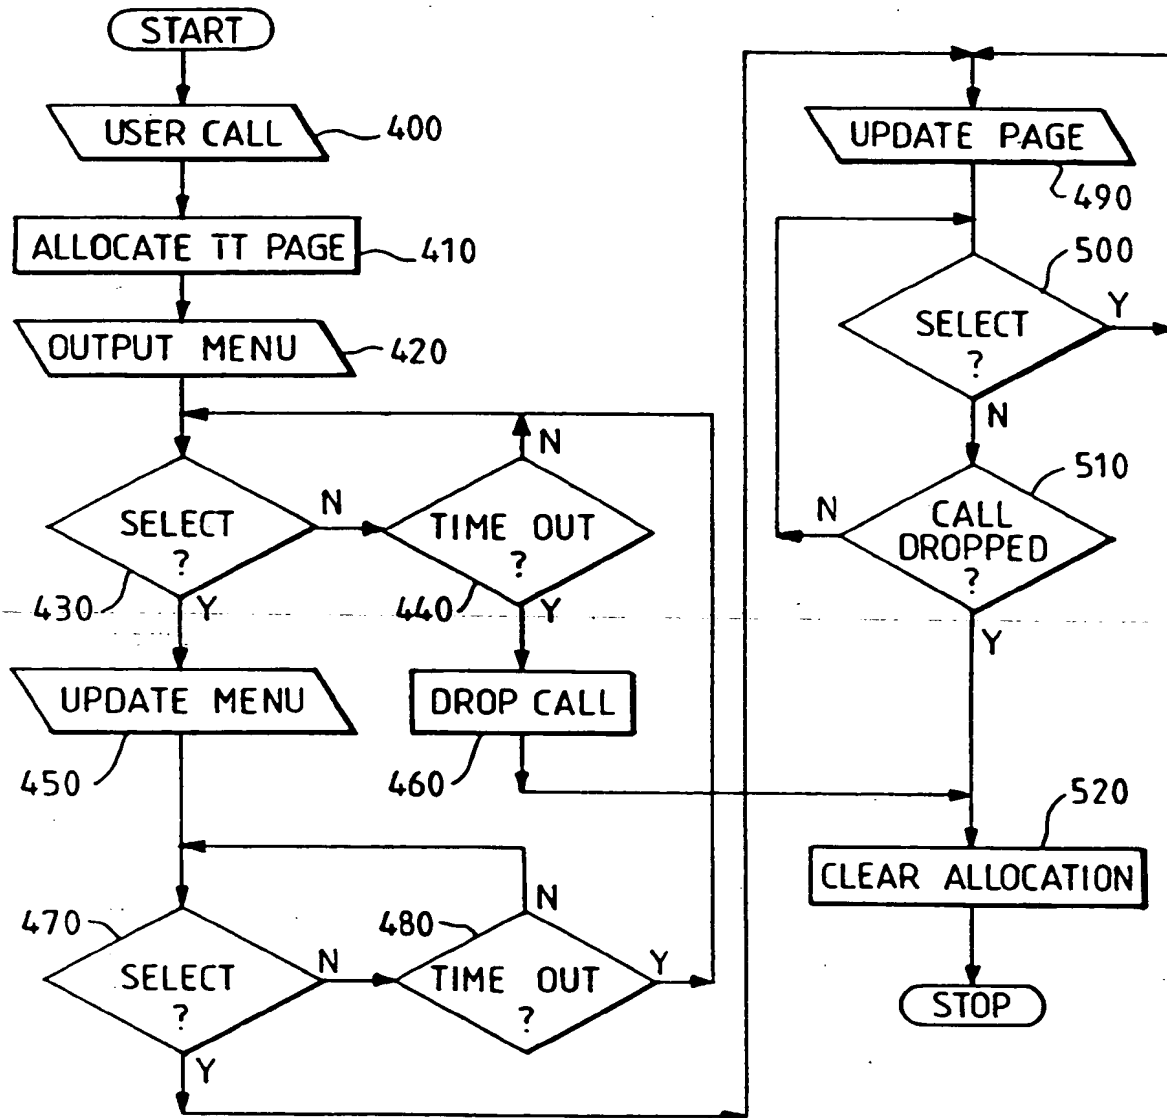 START
USER CALL
400
ALLOCATE TT PAGE
410
OUTPUT MENU
420
SELECT
?
430
N
Y
TIME OUT
?
440
N
Y
UPDATE MENU
450
DROP CALL
460
SELECT
?
470
N
Y
TIME OUT
?
480
N
Y
UPDATE PAGE
490
SELECT
?
500
Y
N
CALL
DROPPED
?
510
N
Y
CLEAR ALLOCATION
520
STOP